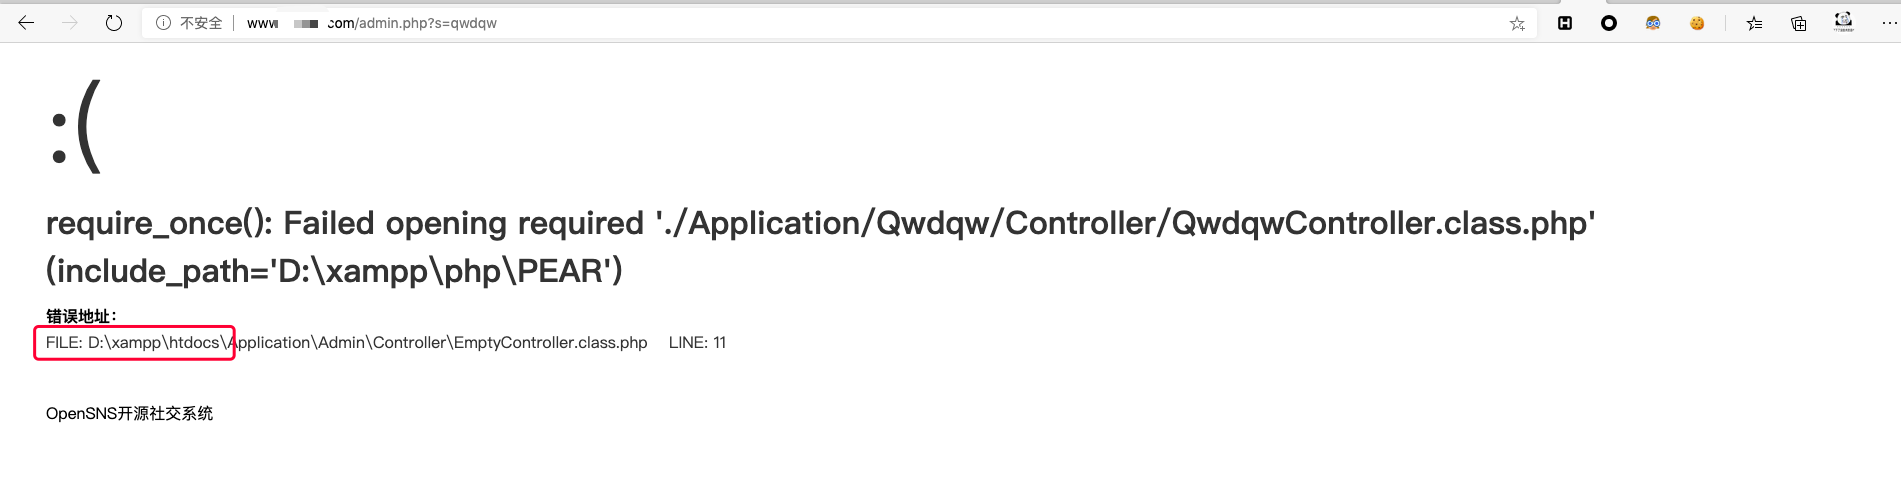 不安全 www .com/admin.php?s=qwdqw
:(
require_once(): Failed opening required './Application/Qwdqw/Controller/QwdqwController.class.php'
(include_path='D:\xampp\php\PEAR')
错误地址：
FILE: D:\xampp\htdocs\Application\Admin\Controller\EmptyController.class.php LINE: 11
OpenSNS开源社交系统